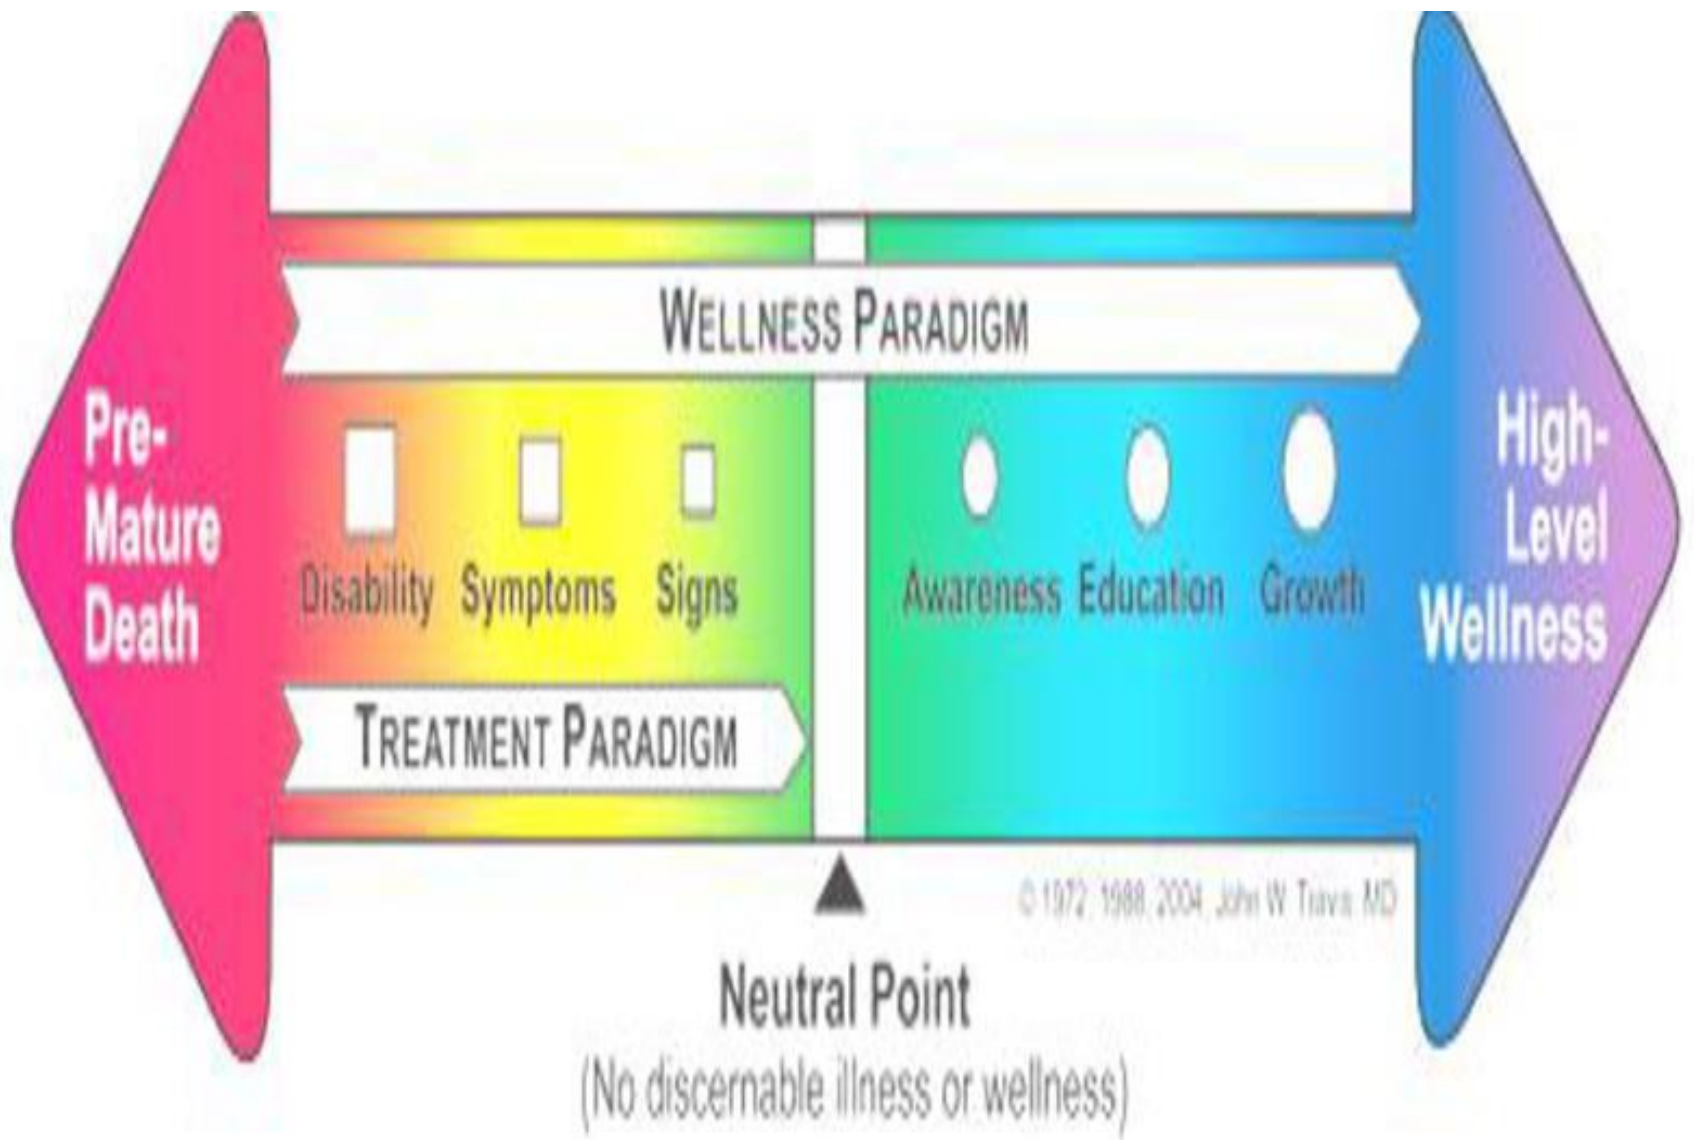 WELLNESS PARADIGM
Pre-
Mature
Death
Disability Symptoms Signs
Awareness Education Growth
High-
Level
Wellness
TREATMENT PARADIGM
© 1972, 1988, 2004, John W. Travis, MD
Neutral Point
(No discernable illness or wellness)